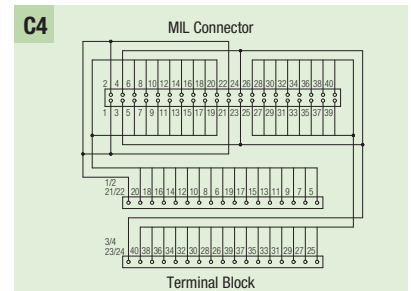 C4
MIL Connector
2 4 6 8 10 12 14 16 18 20 22 24 26 28 30 32 34 36 38 40
1 3 5 7 9 11 13 15 17 19 21 23 25 27 29 31 33 35 37 39
1/2
21/22 20 18 16 14 12 10 8 6 19 17 15 13 11 9 7 5
3/4
23/24 40 38 36 34 32 30 28 26 39 37 35 33 31 29 27 25
Terminal Block